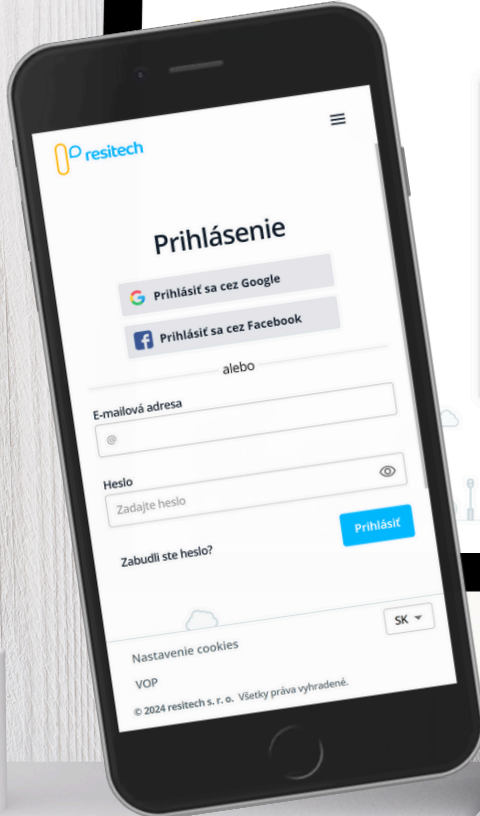 resitech
Prihlásenie
Prihlásiť sa cez Google
Prihlásiť sa cez Facebook
alebo
E-mailová adresa
@
Heslo
Zadajte heslo
Prihlásiť
Zabudli ste heslo?
SK
Nastavenie cookies
VOP
© 2024 resitech s. r. o. Všetky práva vyhradené.